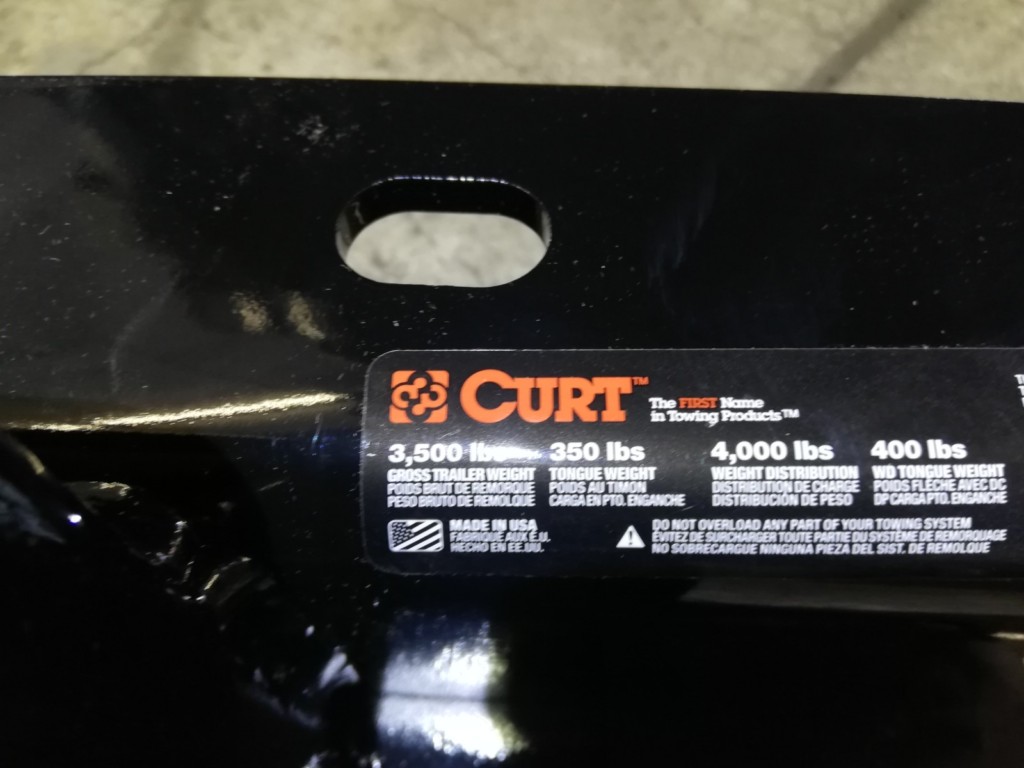 CURT™
The FIRST Name
in Towing Products™
3,500 lbs
GROSS TRAILER WEIGHT
POIDS BRUT DE REMORQUE
PESO BRUTO DE REMOLQUE
350 lbs
TONGUE WEIGHT
POIDS AU TIMON
CARGA EN PTO. ENGANCHE
4,000 lbs
WEIGHT DISTRIBUTION
DISTRIBUTION DE CHARGE
DISTRIBUCIÓN DE PESO
400 lbs
WD TONGUE WEIGHT
POIDS FLÈCHE AVEC DC
DP CARGA PTO. ENGANCHE
MADE IN USA
FABRIQUÉ AUX É.U.
HECHO EN EE.UU.
DO NOT OVERLOAD ANY PART OF YOUR TOWING SYSTEM
ÉVITEZ DE SURCHARGER TOUTE PARTIE DU SYSTÈME DE REMORQUAGE
NO SOBRECARGUE NINGUNA PIEZA DEL SIST. DE REMOLQUE